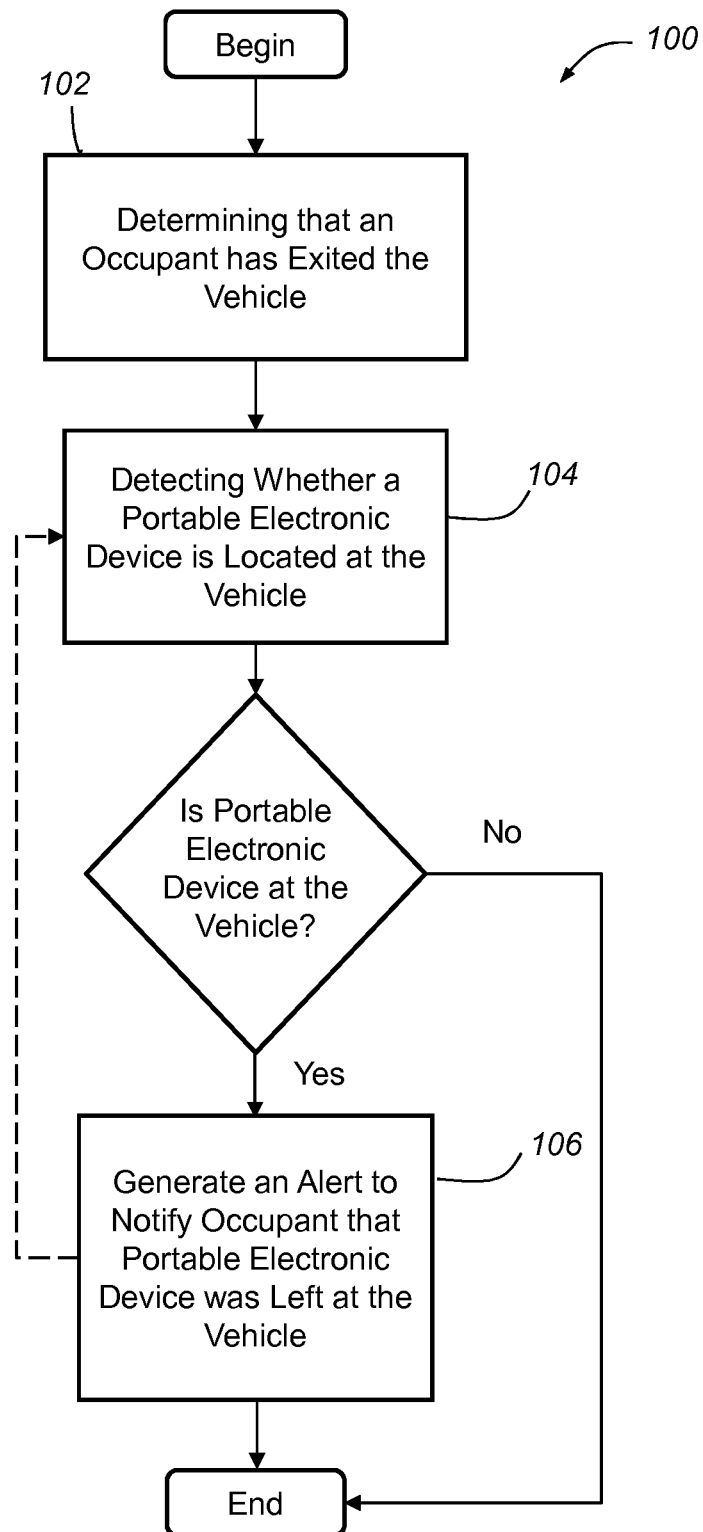 Begin
100
102
Determining that an
Occupant has Exited the
Vehicle
Detecting Whether a
Portable Electronic
Device is Located at the
Vehicle
104
Is Portable
Electronic
Device at the
Vehicle?
No
Yes
Generate an Alert to
Notify Occupant that
Portable Electronic
Device was Left at the
Vehicle
106
End